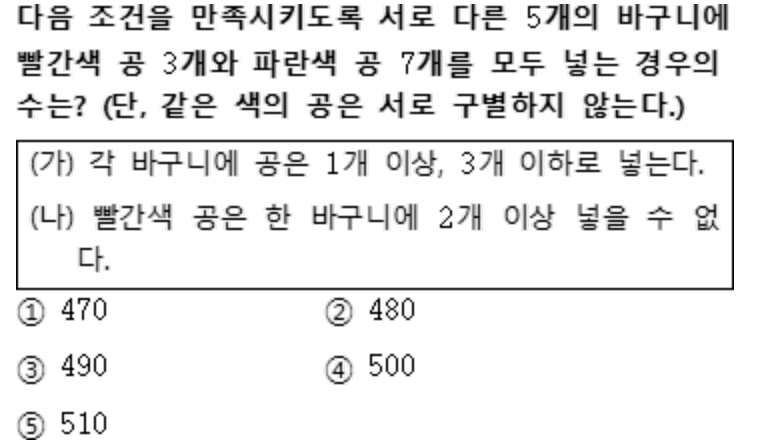 다음 조건을 만족시키도록 서로 다른 5개의 바구니에
빨간색 공 3개와 파란색 공 7개를 모두 넣는 경우의
수는? (단, 같은 색의 공은 서로 구별하지 않는다.)
(가) 각 바구니에 공은 1개 이상, 3개 이하로 넣는다.
(나) 빨간색 공은 한 바구니에 2개 이상 넣을 수 없
다.
① 470 ② 480
③ 490 ④ 500
⑤ 510